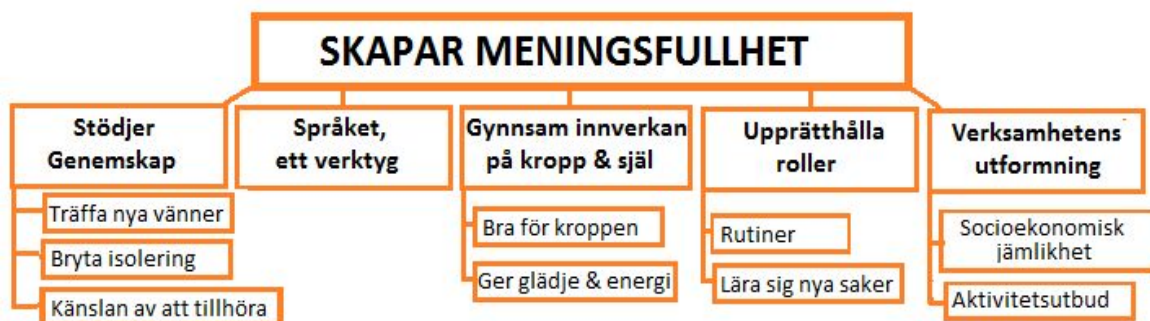 SKAPAR MENINGSFULLHET
Stödjer
Genemskap
Träffa nya vänner
Bryta isolering
Känslan av att tillhöra
Språket,
ett verktyg
Gynnsam innverkan
på kropp & själ
Bra för kroppen
Ger glädje & energi
Upprätthålla
roller
Rutiner
Lära sig nya saker
Verksamhetens
utformning
Socioekonomisk
jämlikhet
Aktivitetsutbud